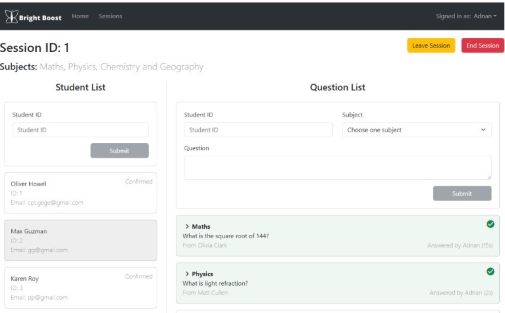 Bright Boost Home Sessions Signed in as: Adnan
Session ID: 1
Leave Session End Session
Subjects: Maths, Physics, Chemistry and Geography
Student List
Student ID
Student ID
Submit
Oliver Howel Confirmed
ID: 1
Email: cpt.gege@gmail.com
Max Guzman
ID: 2
Email: gg@gmail.com
Karen Roy Confirmed
ID: 3
Email: pp@gmail.com
Question List
Student ID Subject
Student ID Choose one subject
Question
Submit
Maths
What is the square root of 144?
From Olivia Clark Answered by Adnan
Physics
What is light refraction?
From Matt Cullen Answered by Adnan